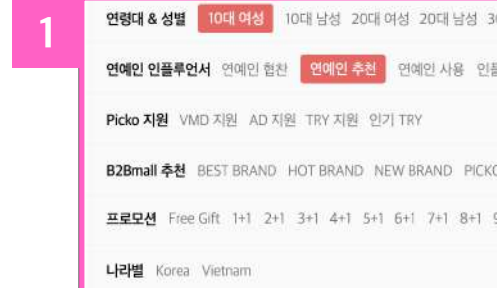 1
연령대 & 성별 10대 여성 10대 남성 20대 여성 20대 남성
연예인 인플루언서 연예인 협찬 연예인 추천 연예인 사용
Picko 지원 VMD 지원 AD 지원 TRY 지원 인기 TRY
B2Bmall 추천 BEST BRAND HOT BRAND NEW BRAND
프로모션 Free Gift 1+1 2+1 3+1 4+1 5+1 6+1 7+1 8+1
나라별 Korea Vietnam